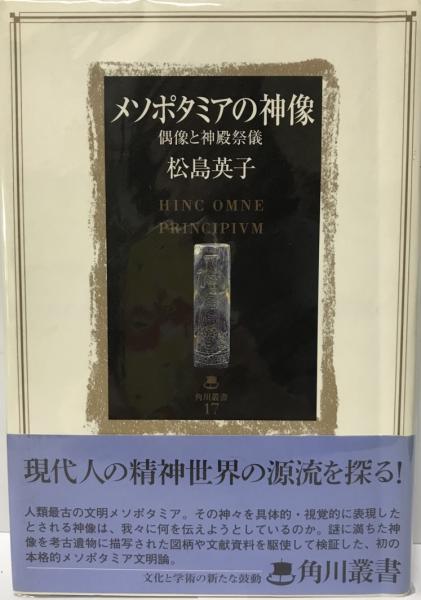 メソポタミアの神像
偶像と神殿祭儀
松島英子
HINC OMNE
PRINCIPIVM
角川叢書
17
現代人の精神世界の源流を探る!
人類最古の文明メソポタミア。その神々を具体的・視覚的に表現した
とされる神像は、我々に何を伝えようとしているのか。謎に満ちた神
像を考古遺物に描写された図柄や文献資料を駆使して検証した、初の
本格的メソポタミア文明論。
文化と学術の新たな鼓動
角川叢書